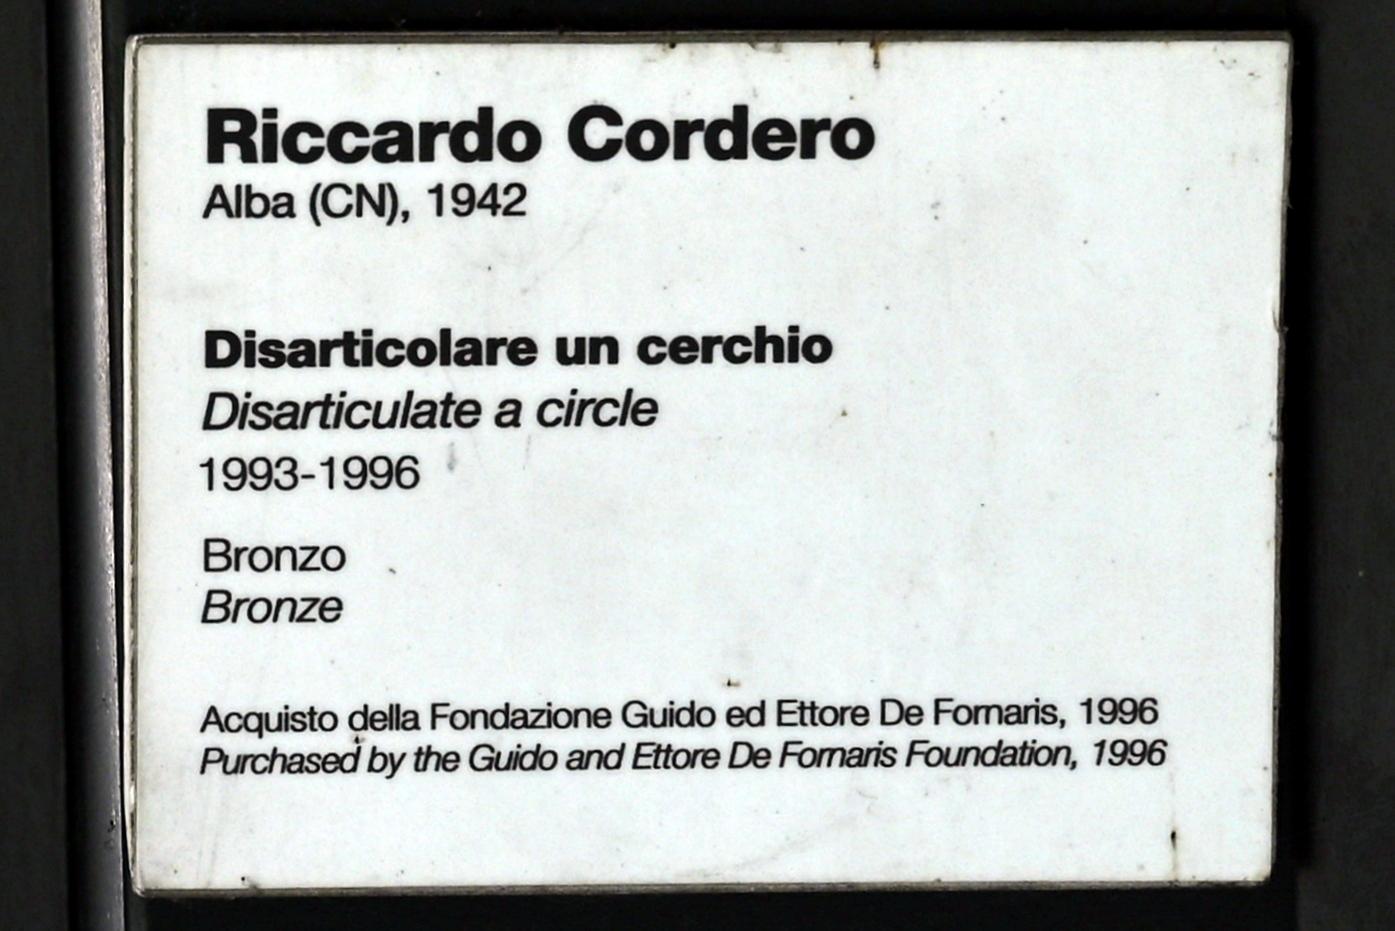 Riccardo Cordero
Alba (CN), 1942
Disarticolare un cerchio
Disarticulate a circle
1993-1996
Bronzo
Bronze
Acquisto della Fondazione Guido ed Ettore De Fornaris, 1996
Purchased by the Guido and Ettore De Fornaris Foundation, 1996